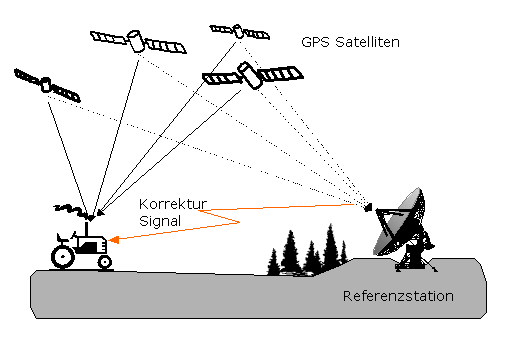 GPS Satelliten
Korrektur
Signal
Referenzstation